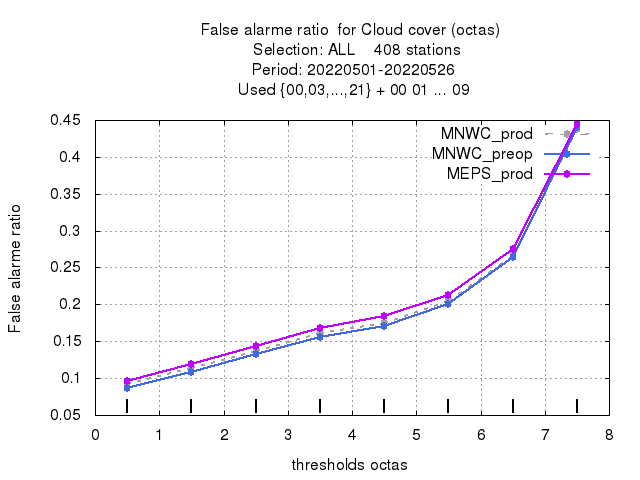 False alarme ratio  for Cloud cover (octas)
Selection: ALL    408 stations
Period: 20220501-20220526
Used {00,03,...,21} + 00 01 ... 09
MNWC_prod
MNWC_preop
MEPS_prod
False alarme ratio
0.45
0.4
0.35
0.3
0.25
0.2
0.15
0.1
0.05
0 1 2 3 4 5 6 7 8
thresholds octas